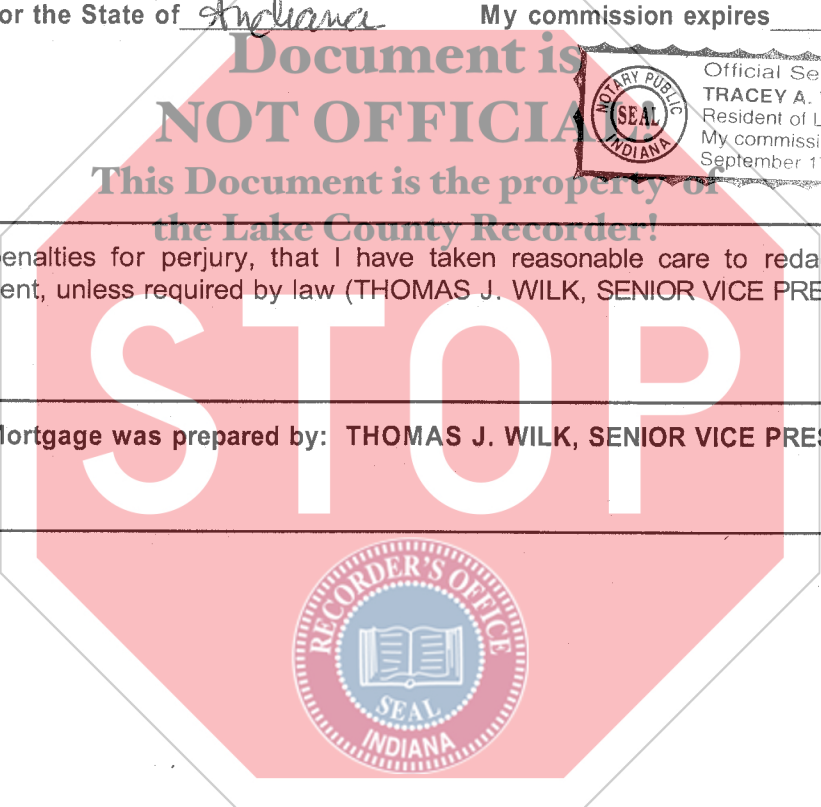 or the State of Indiana My commission expires
Document is
NOT OFFICIAL!
This Document is the property of
the Lake County Recorder!
NOTARY PUBLIC
SEAL
INDIANA
Official Se
TRACEY A.
Resident of L
My commissi
September 1
enalties for perjury, that I have taken reasonable care to reda
ent, unless required by law (THOMAS J. WILK, SENIOR VICE PRE
STOP
Mortgage was prepared by: THOMAS J. WILK, SENIOR VICE PRES
RECORDER'S OFFICE
SEAL
INDIANA